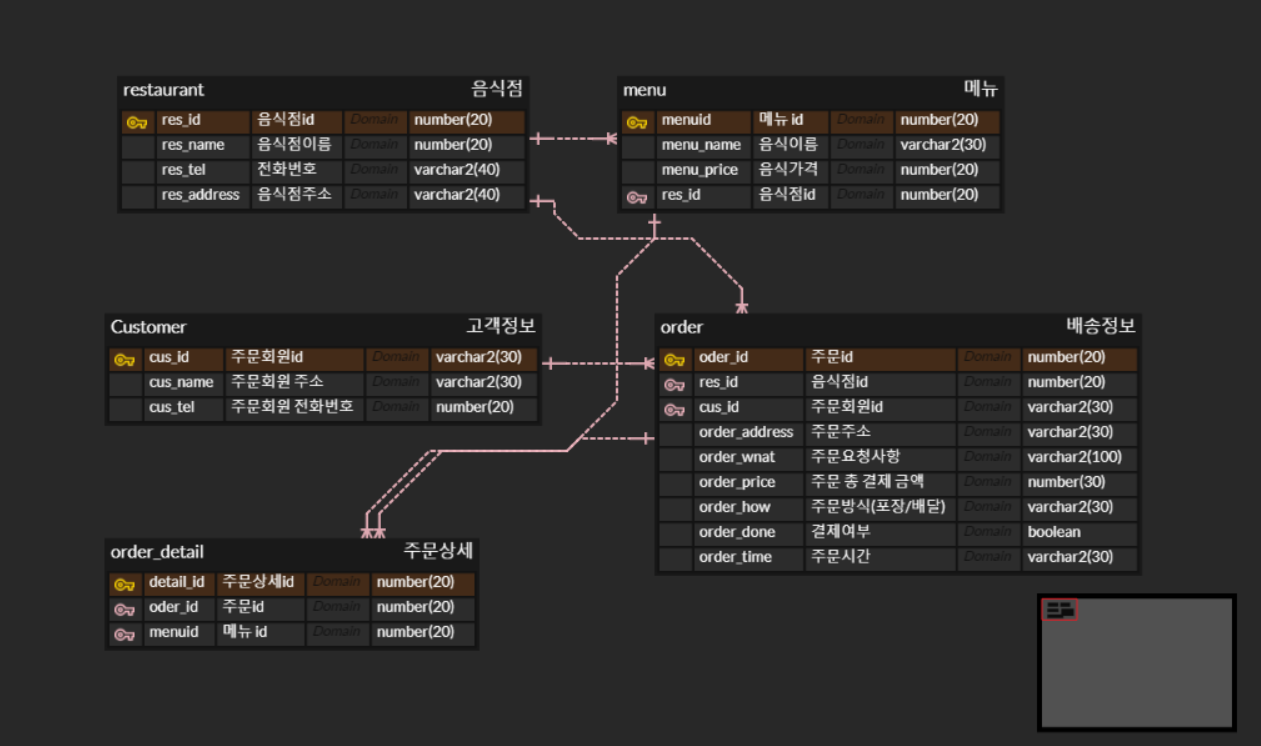 restaurant 음식점
res_id 음식점id Domain number(20)
res_name 음식점이름 Domain number(20)
res_tel 전화번호 Domain varchar2(40)
res_address 음식점주소 Domain varchar2(40)
menu 메뉴
menuid 메뉴 id Domain number(20)
menu_name 음식이름 Domain varchar2(30)
menu_price 음식가격 Domain number(20)
res_id 음식점id Domain number(20)
Customer 고객정보
cus_id 주문회원id Domain varchar2(30)
cus_name 주문회원 주소 Domain varchar2(30)
cus_tel 주문회원 전화번호 Domain number(20)
order 배송정보
oder_id 주문id Domain number(20)
res_id 음식점id Domain number(20)
cus_id 주문회원id Domain varchar2(30)
order_address 주문주소 Domain varchar2(30)
order_wnat 주문요청사항 Domain varchar2(100)
order_price 주문 총 결제 금액 Domain number(30)
order_how 주문방식(포장/배달) Domain varchar2(30)
order_done 결제여부 Domain boolean
order_time 주문시간 Domain varchar2(30)
order_detail 주문상세
detail_id 주문상세id Domain number(20)
oder_id 주문id Domain number(20)
menuid 메뉴 id Domain number(20)